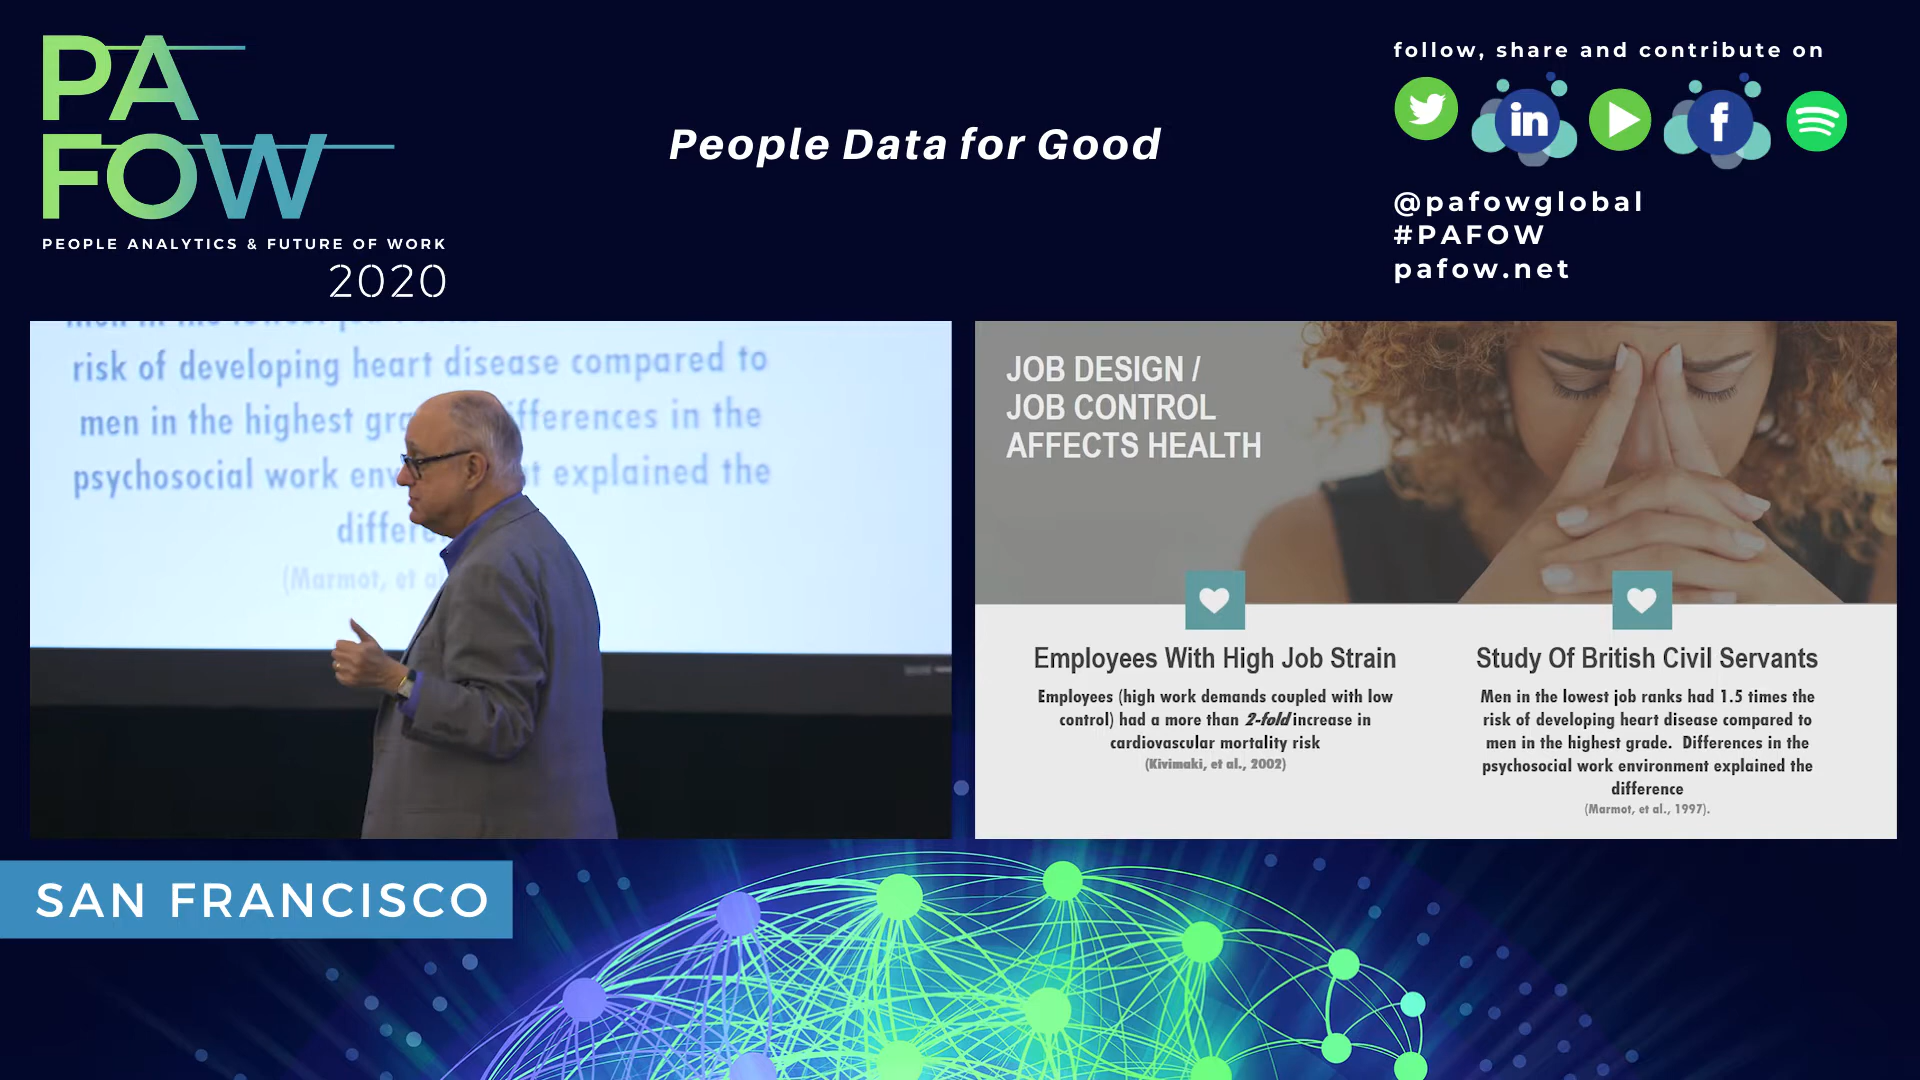 PA
FOW
PEOPLE ANALYTICS & FUTURE OF WORK
2020
People Data for Good
follow, share and contribute on
in
f
@pafowglobal
#PAFOW
pafow.net
risk of developing heart disease compared to
men in the highest
differences in the
psychosocial work
explained the
(Marmot, et
JOB DESIGN /
JOB CONTROL
AFFECTS HEALTH
Employees With High Job Strain
Employees (high work demands coupled with low
control) had a more than 2-fold increase in
cardiovascular mortality risk
(Kivimaki, et al., 2002)
Study Of British Civil Servants
Men in the lowest job ranks had 1.5 times the
risk of developing heart disease compared to
men in the highest grade. Differences in the
psychosocial work environment explained the
difference
(Marmot, et al., 1997).
SAN FRANCISCO